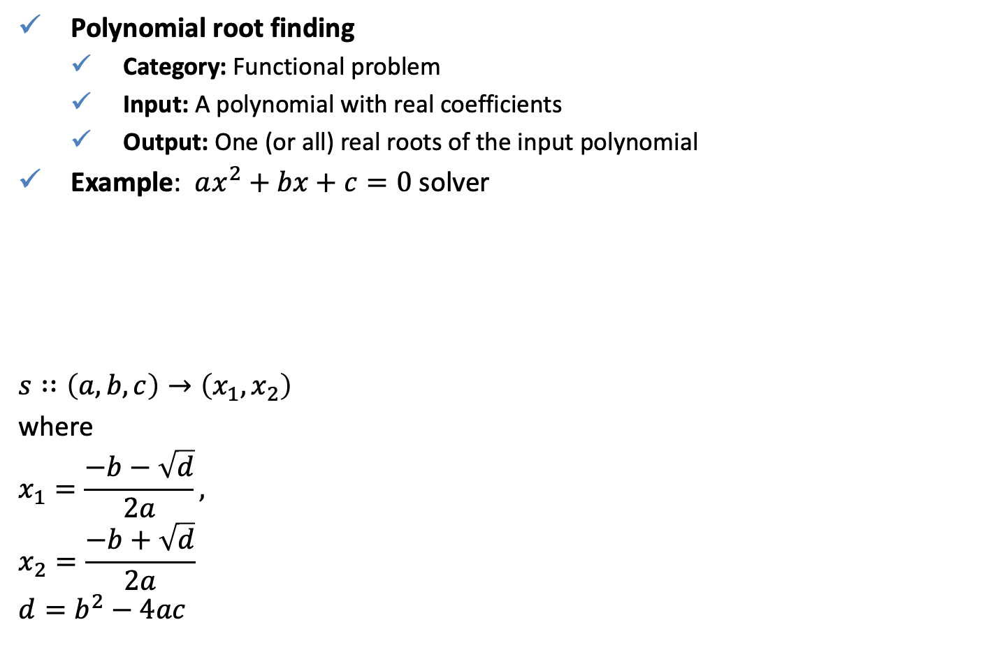 ✓ Polynomial root finding
✓ Category: Functional problem
✓ Input: A polynomial with real coefficients
✓ Output: One (or all) real roots of the input polynomial
✓ Example: $ax^2 + bx + c = 0$ solver
$s :: (a, b, c) \rightarrow (x_1, x_2)$
where
$x_1 = \frac{-b - \sqrt{d}}{2a},$
$x_2 = \frac{-b + \sqrt{d}}{2a}$
$d = b^2 - 4ac$